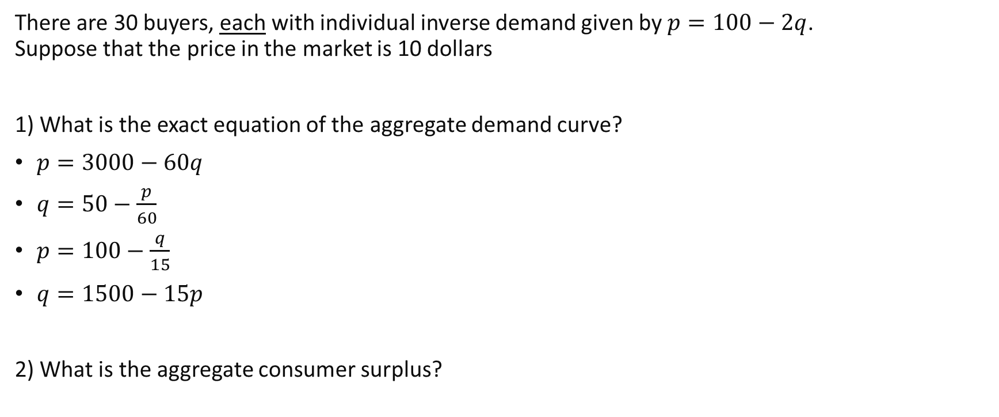 There are 30 buyers, each with individual inverse demand given by p = 100 − 2q.
Suppose that the price in the market is 10 dollars
1) What is the exact equation of the aggregate demand curve?
• p = 3000 − 60q
• q = 50 − p/60
• p = 100 − q/15
• q = 1500 − 15p
2) What is the aggregate consumer surplus?